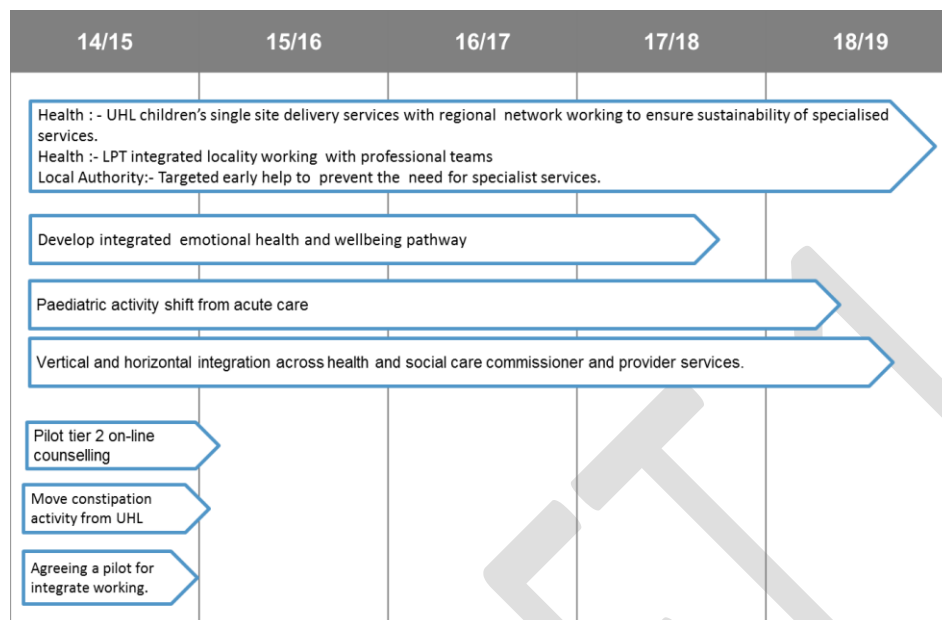 14/15 15/16 16/17 17/18 18/19
Health : - UHL children's single site delivery services with regional network working to ensure sustainability of specialised
services.
Health :- LPT integrated locality working with professional teams
Local Authority:- Targeted early help to prevent the need for specialist services.
Develop integrated emotional health and wellbeing pathway
Paediatric activity shift from acute care
Vertical and horizontal integration across health and social care commissioner and provider services.
Pilot tier 2 on-line
counselling
Move constipation
activity from UHL
Agreeing a pilot for
integrate working.